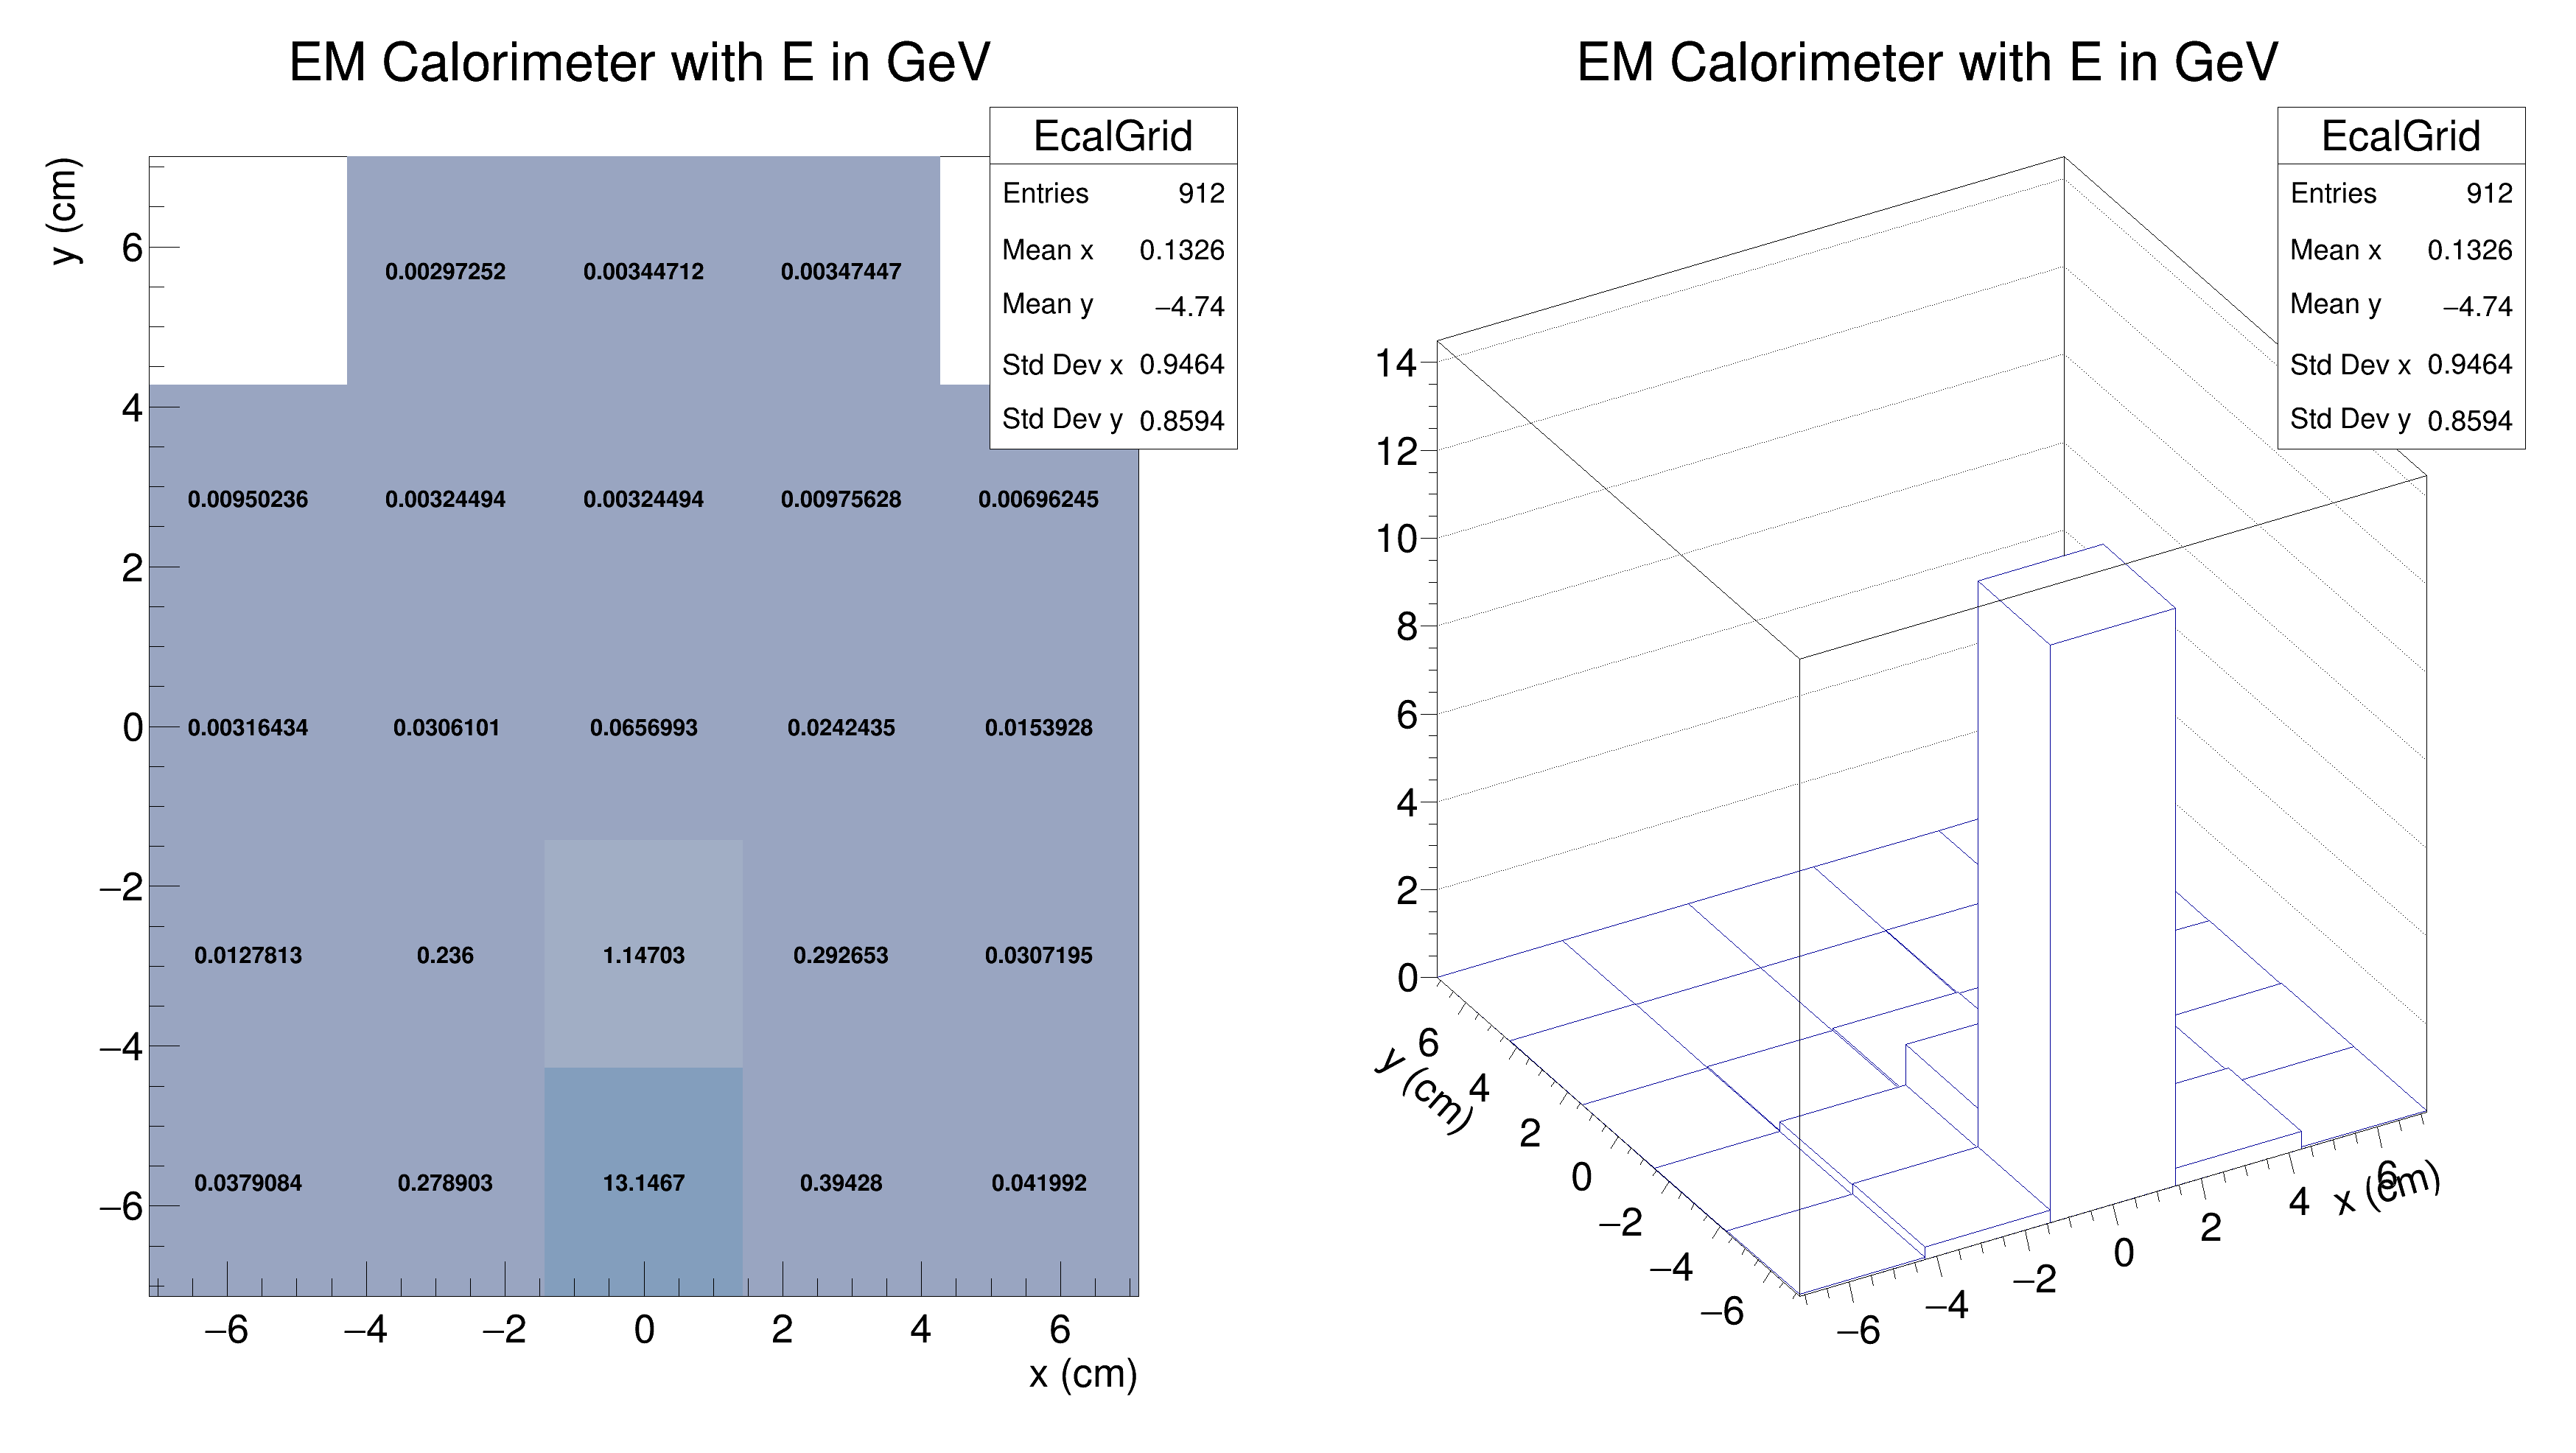 EM Calorimeter with E in GeV
EcalGrid
Entries 912
Mean x 0.1326
Mean y −4.74
Std Dev x 0.9464
Std Dev y 0.8594
y (cm)
6
4
2
0
−2
−4
−6
0.00297252 0.00344712 0.00347447
0.00950236 0.00324494 0.00324494 0.00975628 0.00696245
0.00316434 0.0306101 0.0656993 0.0242435 0.0153928
0.0127813 0.236 1.14703 0.292653 0.0307195
0.0379084 0.278903 13.1467 0.39428 0.041992
−6 −4 −2 0 2 4 6
x (cm)
EM Calorimeter with E in GeV
EcalGrid
Entries 912
Mean x 0.1326
Mean y −4.74
Std Dev x 0.9464
Std Dev y 0.8594
14
12
10
8
6
4
2
0
y (cm)
6
4
2
0
−2
−4
−6
−6 −4 −2 0 2 4 6
x (cm)